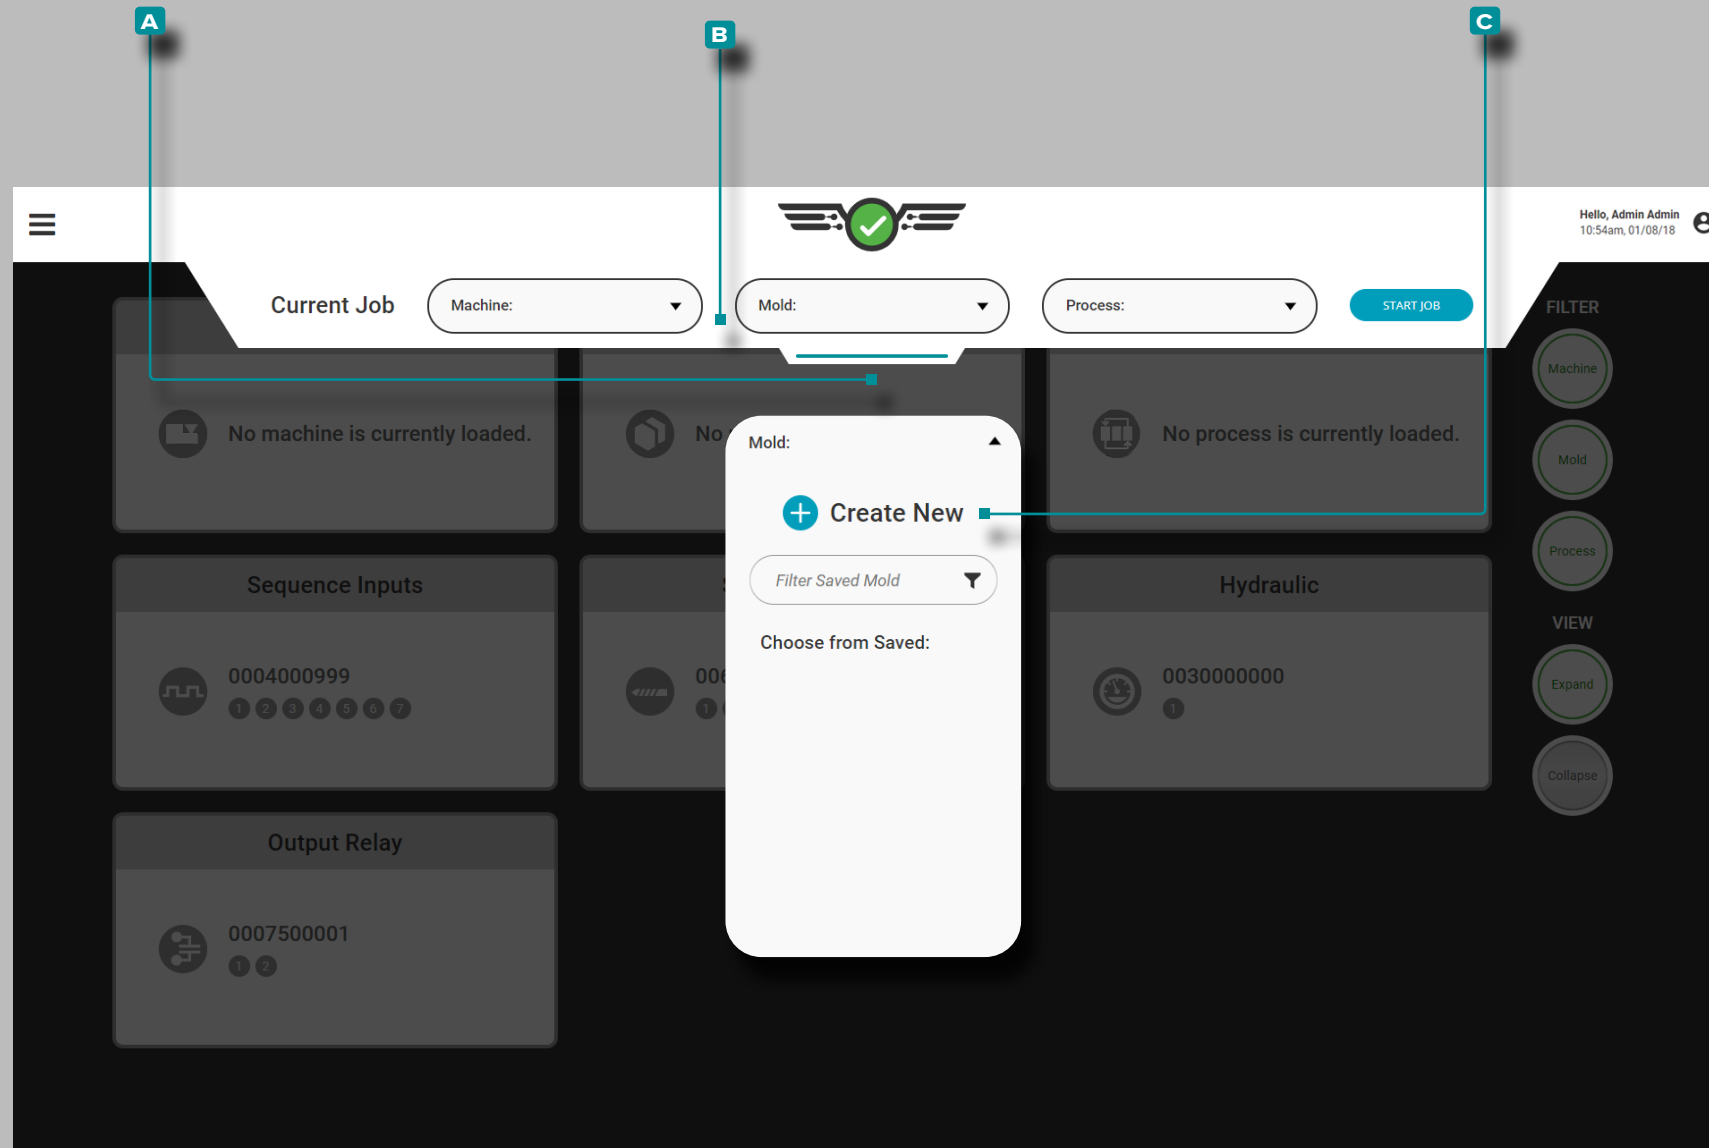 A
B
C
Hello, Admin Admin
10:54am, 01/08/18
Current Job
Machine:
Mold:
Process:
START JOB
FILTER
Machine
Mold
Process
VIEW
Expand
Collapse
No machine is currently loaded.
No
No process is currently loaded.
Mold:
Create New
Filter Saved Mold
Choose from Saved:
Sequence Inputs
0004000999
1 2 3 4 5 6 7
006
1
Hydraulic
0030000000
1
Output Relay
0007500001
1 2